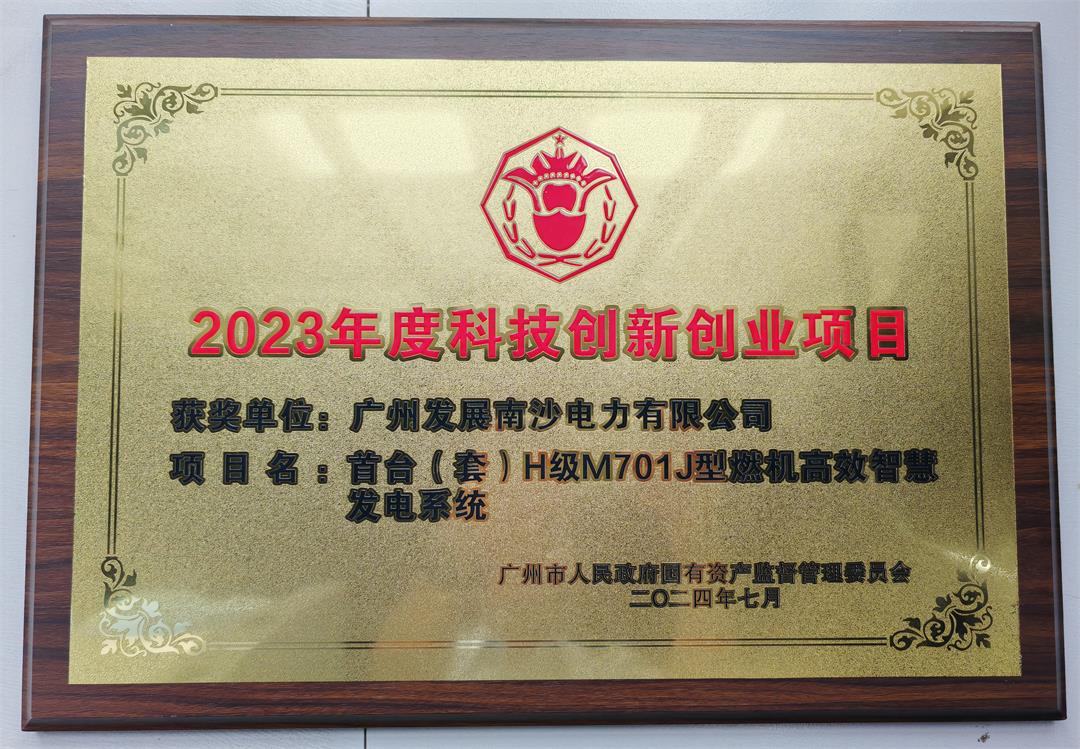 2023年度科技创新创业项目
获奖单位：广州发展南沙电力有限公司
项目名：首台（套）H级M701J型燃机高效智慧
发电系统
广州市人民政府国有资产监督管理委员会
二〇二四年七月